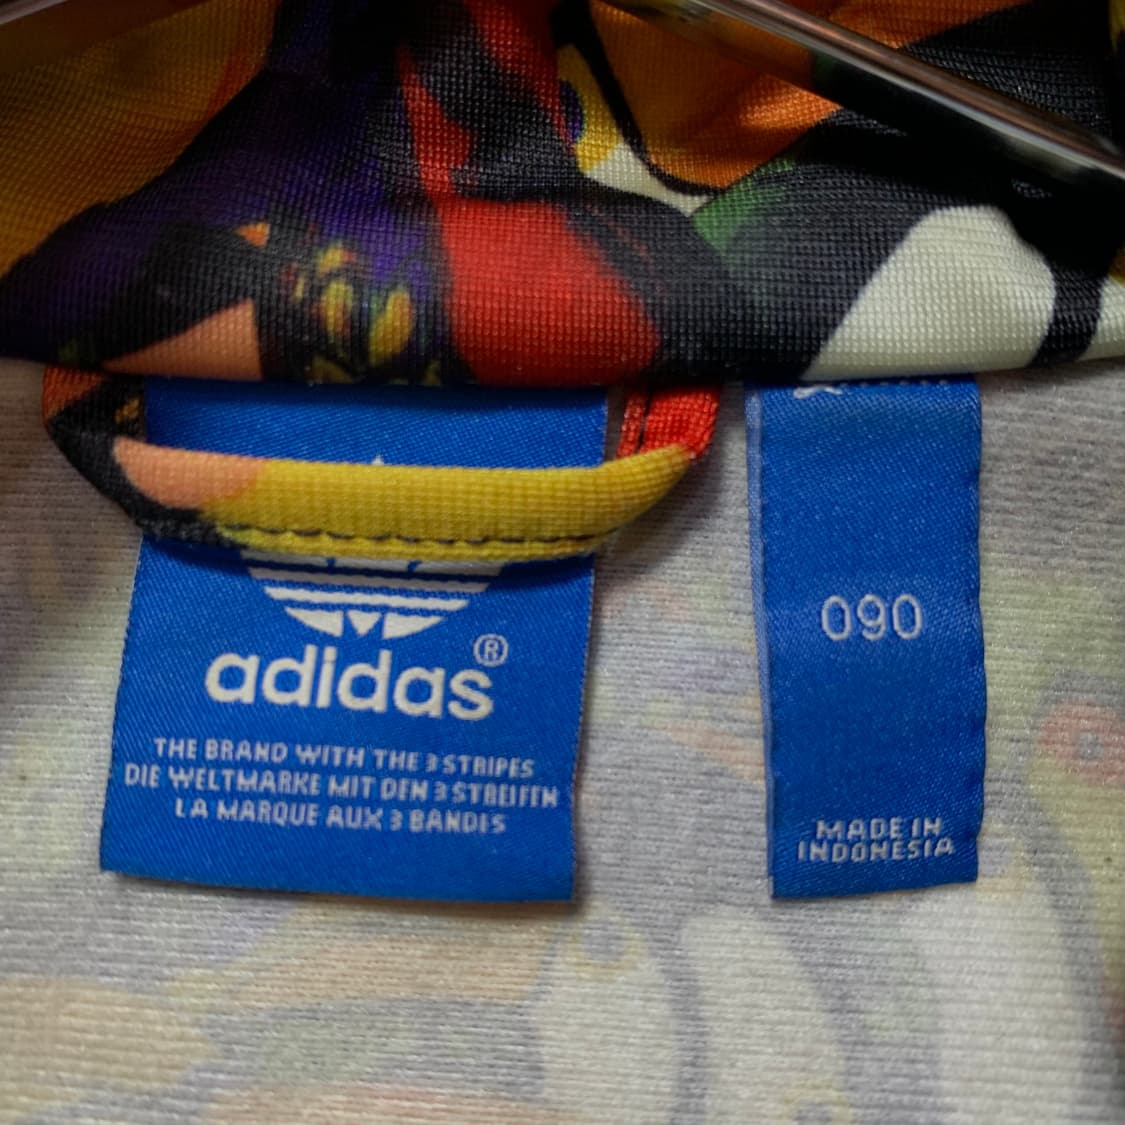 adidas®
THE BRAND WITH THE 3 STRIPES
DIE WELTMARKE MIT DEN 3 STREIFEN
LA MARQUE AUX 3 BANDES
090
MADE IN
INDONESIA